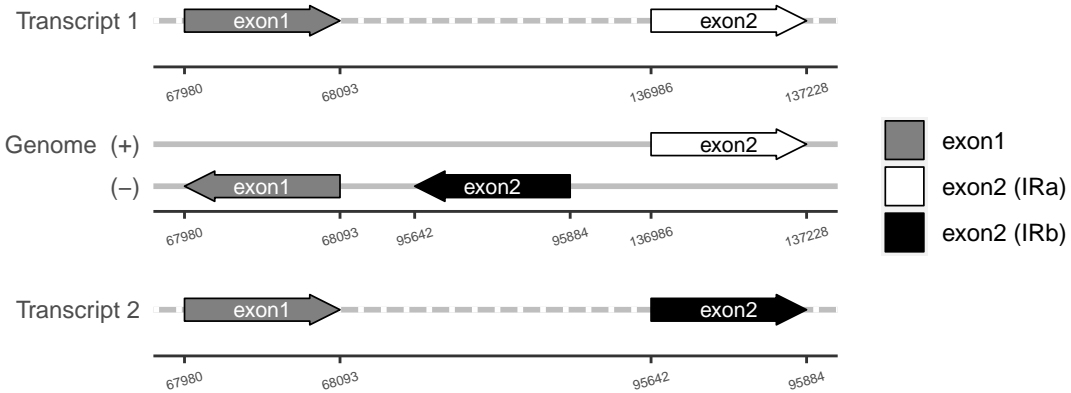 Transcript 1 exon1 exon2
67980 68093 136986 137228
Genome (+) exon2
(−) exon1 exon2
67980 68093 95642 95884 136986 137228
Transcript 2 exon1 exon2
67980 68093 95642 95884
exon1
exon2 (IRa)
exon2 (IRb)